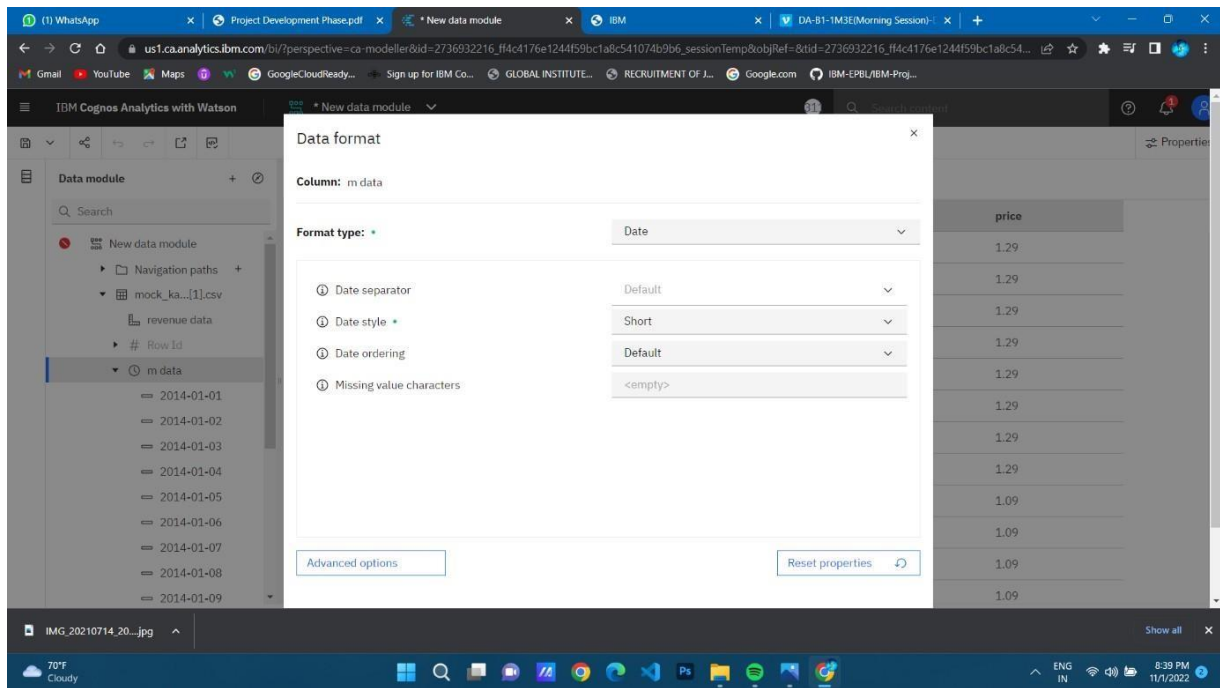 (1) WhatsApp
Project Development Phase.pdf
* New data module
IBM
DA-B1-1M3E(Morning Session)-
us1.ca.analytics.ibm.com/bi/?perspective=ca-modeller&id=2736932216_ff4c4176e1244f59bc1a8c541074b9b6_sessionTemp&objRef=&tid=2736932216_ff4c4176e1244f59bc1a8c54...
Gmail YouTube Maps GoogleCloudReady... Sign up for IBM Co... GLOBAL INSTITUTE... RECRUITMENT OF J... Google.com IBM-EPBL/IBM-Proj...
IBM Cognos Analytics with Watson
* New data module
31
Search content
1
Properties
Data module
Search
New data module
Navigation paths
mock_ka...[1].csv
revenue data
# Row Id
m data
2014-01-01
2014-01-02
2014-01-03
2014-01-04
2014-01-05
2014-01-06
2014-01-07
2014-01-08
2014-01-09
Data format
Column: m data
Format type:
Date
Date separator
Default
Date style
Short
Date ordering
Default
Missing value characters
<empty>
Advanced options
Reset properties
price
1.29
1.29
1.29
1.29
1.29
1.29
1.29
1.29
1.09
1.09
1.09
1.09
IMG_20210714_20....jpg
Show all
70°F
Cloudy
Ps
ENG
IN
8:39 PM
11/1/2022
2